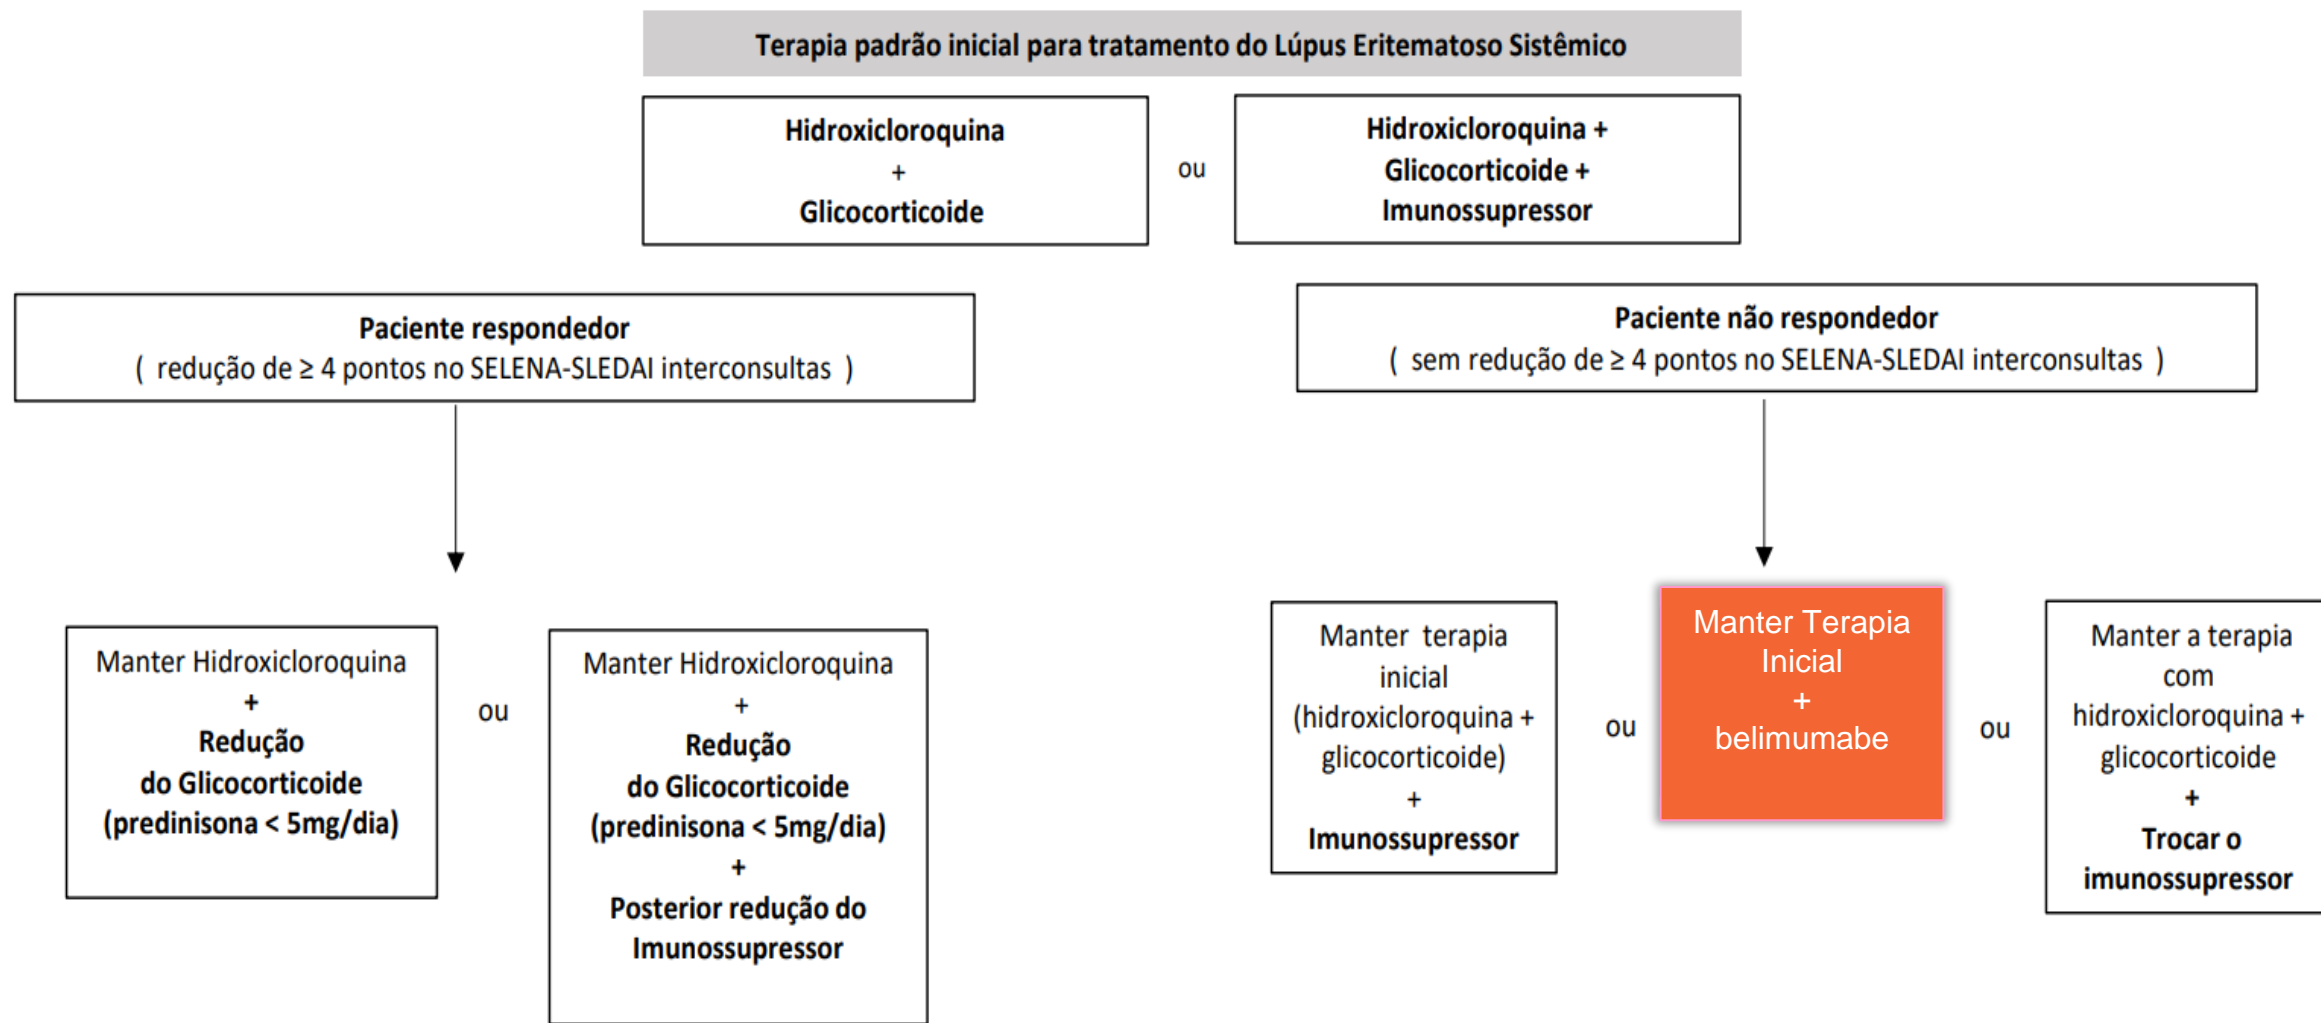 Terapia padrão inicial para tratamento do Lúpus Eritematoso Sistêmico
Hidroxicloroquina
+
Glicocorticoide
ou
Hidroxicloroquina +
Glicocorticoide +
Imunossupressor
Paciente respondedor
( redução de ≥ 4 pontos no SELENA-SLEDAI interconsultas )
Paciente não respondedor
( sem redução de ≥ 4 pontos no SELENA-SLEDAI interconsultas )
Manter Hidroxicloroquina
+
Redução
do Glicocorticoide
(predinisona < 5mg/dia)
ou
Manter Hidroxicloroquina
+
Redução
do Glicocorticoide
(predinisona < 5mg/dia)
+
Posterior redução do
Imunossupressor
Manter terapia
inicial
(hidroxicloroquina +
glicocorticoide)
+
Imunossupressor
ou
Manter Terapia
Inicial
+
belimumabe
ou
Manter a terapia
com
hidroxicloroquina +
glicocorticoide
+
Trocar o
imunossupressor